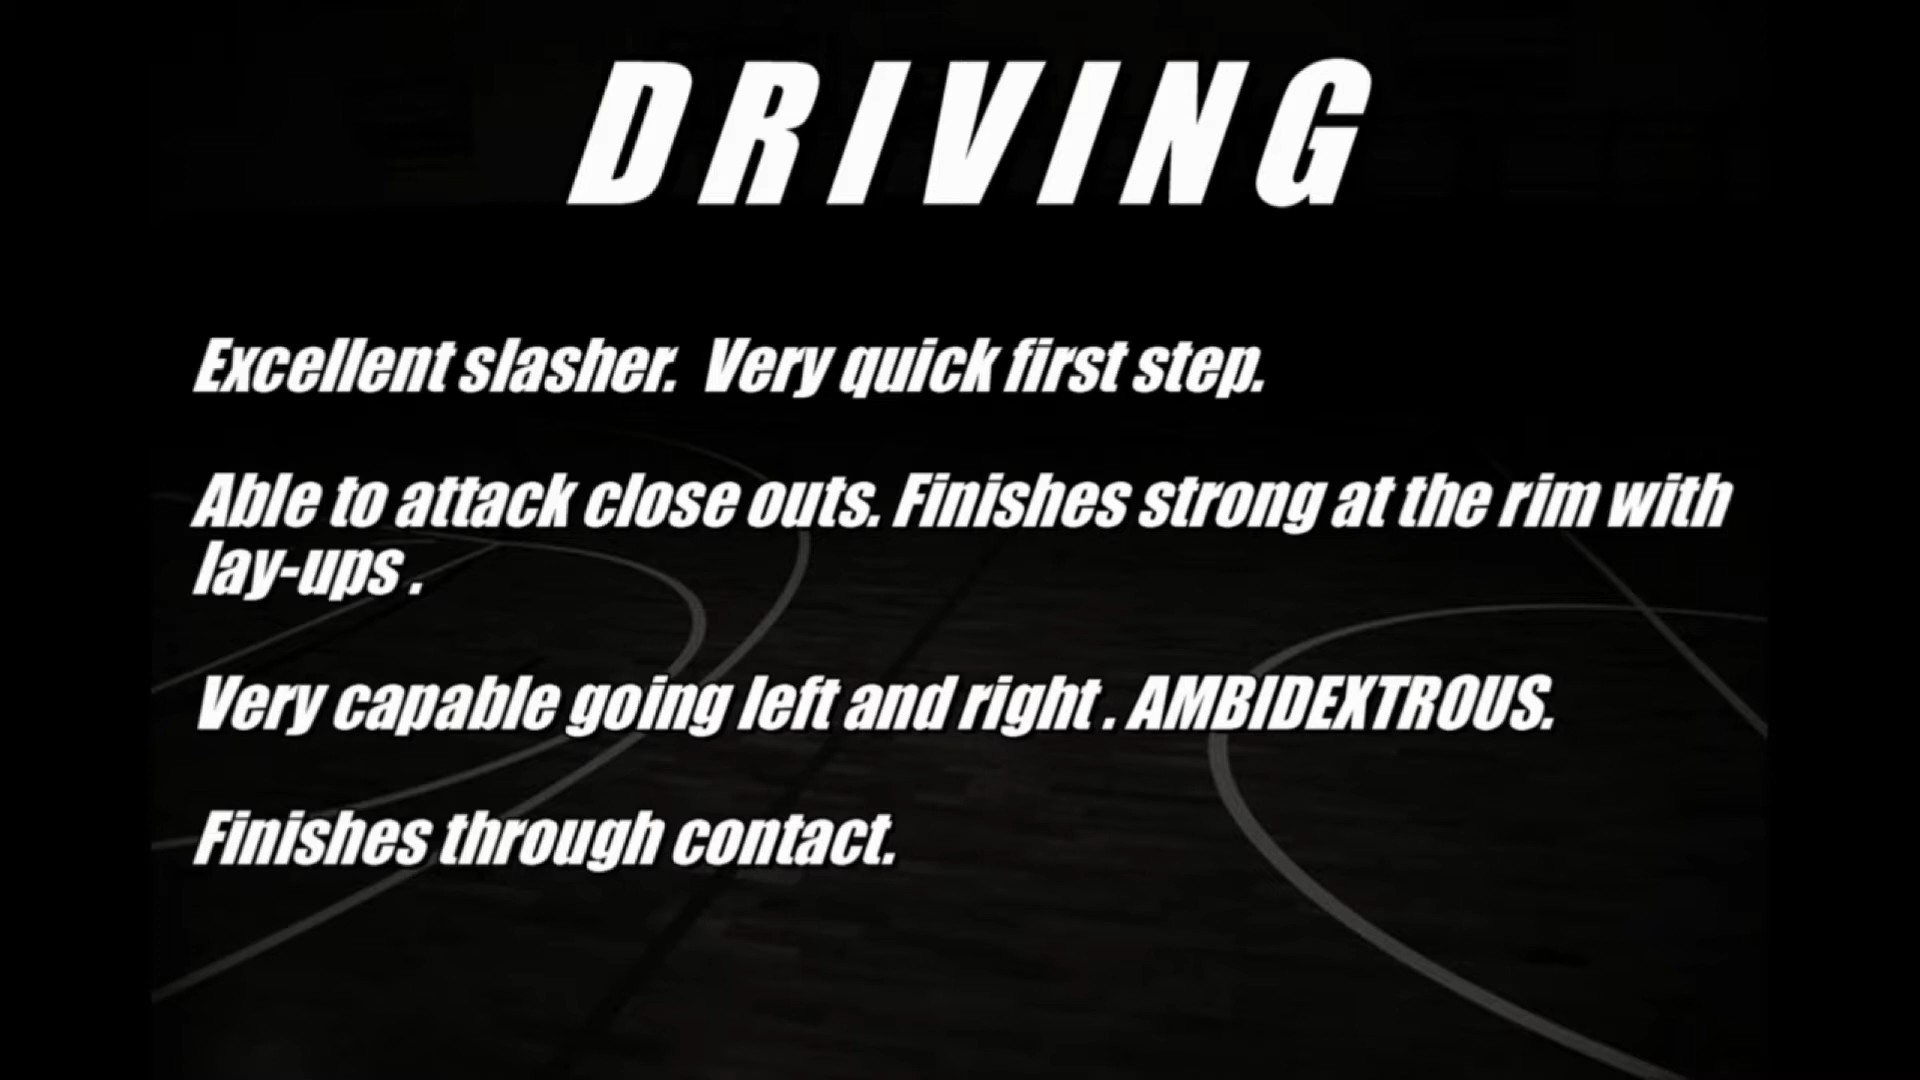 DRIVING
Excellent slasher.  Very quick first step.
Able to attack close outs. Finishes strong at the rim with
lay-ups .
Very capable going left and right . AMBIDEXTROUS.
Finishes through contact.